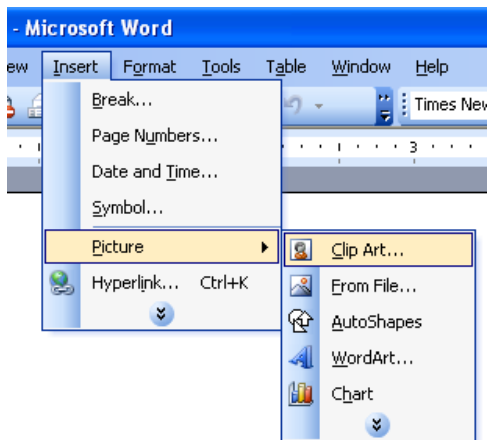 - Microsoft Word
ew Insert Format Tools Table Window Help
Times New
Break...
Page Numbers...
3
Date and Time...
Symbol...
Picture
Clip Art...
Hyperlink... Ctrl+K
From File...
AutoShapes
WordArt...
Chart